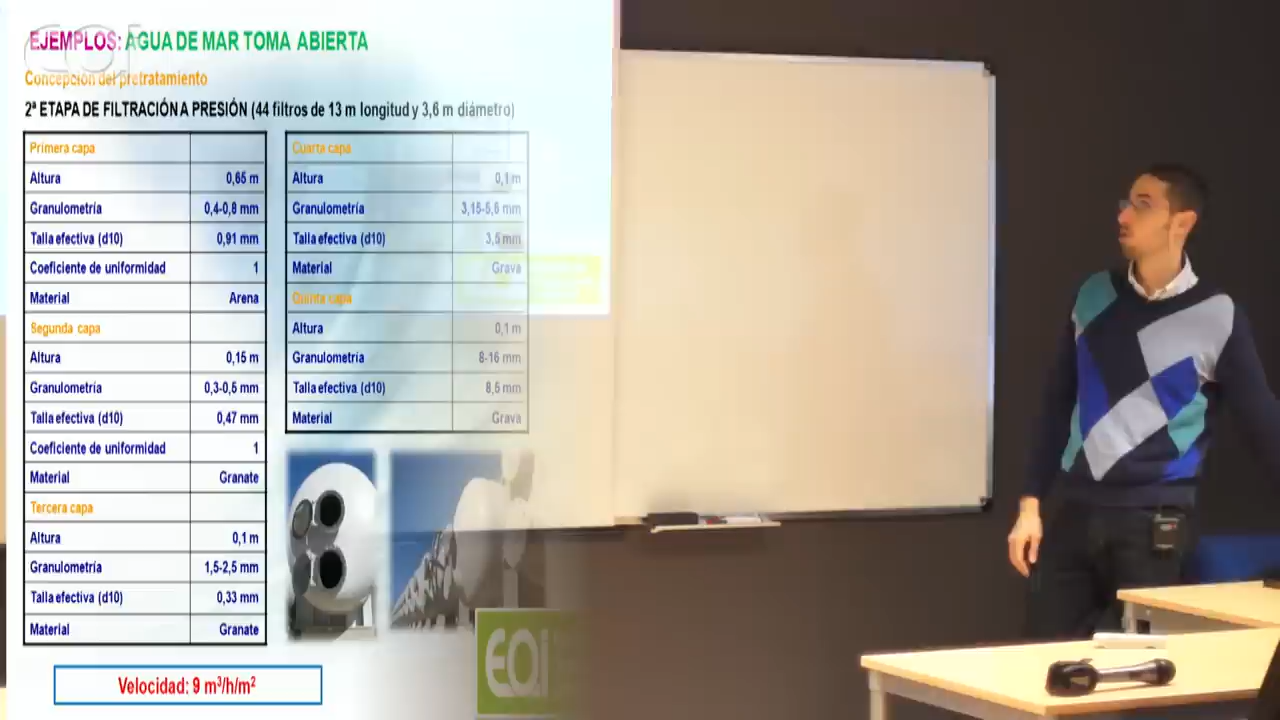 EJEMPLOS: AGUA DE MAR TOMA ABIERTA
Concepción del pretratamiento
2ª ETAPA DE FILTRACIÓN A PRESIÓN (44 filtros de 13 m longitud y 3,6 m diámetro)
Primera capa
Altura 0,65 m
Granulometría 0,4-0,8 mm
Talla efectiva (d10) 0,91 mm
Coeficiente de uniformidad 1
Material Arena
Segunda capa
Altura 0,15 m
Granulometría 0,3-0,5 mm
Talla efectiva (d10) 0,47 mm
Coeficiente de uniformidad 1
Material Granate
Tercera capa
Altura 0,1 m
Granulometría 1,5-2,5 mm
Talla efectiva (d10) 0,33 mm
Material Granate
Cuarta capa
Altura 0,1 m
Granulometría 3,15-5,6 mm
Talla efectiva (d10) 3,5 mm
Material Grava
Quinta capa
Altura 0,1 m
Granulometría 8-16 mm
Talla efectiva (d10) 8,5 mm
Material Grava
Velocidad: 9 m³/h/m²
EOI